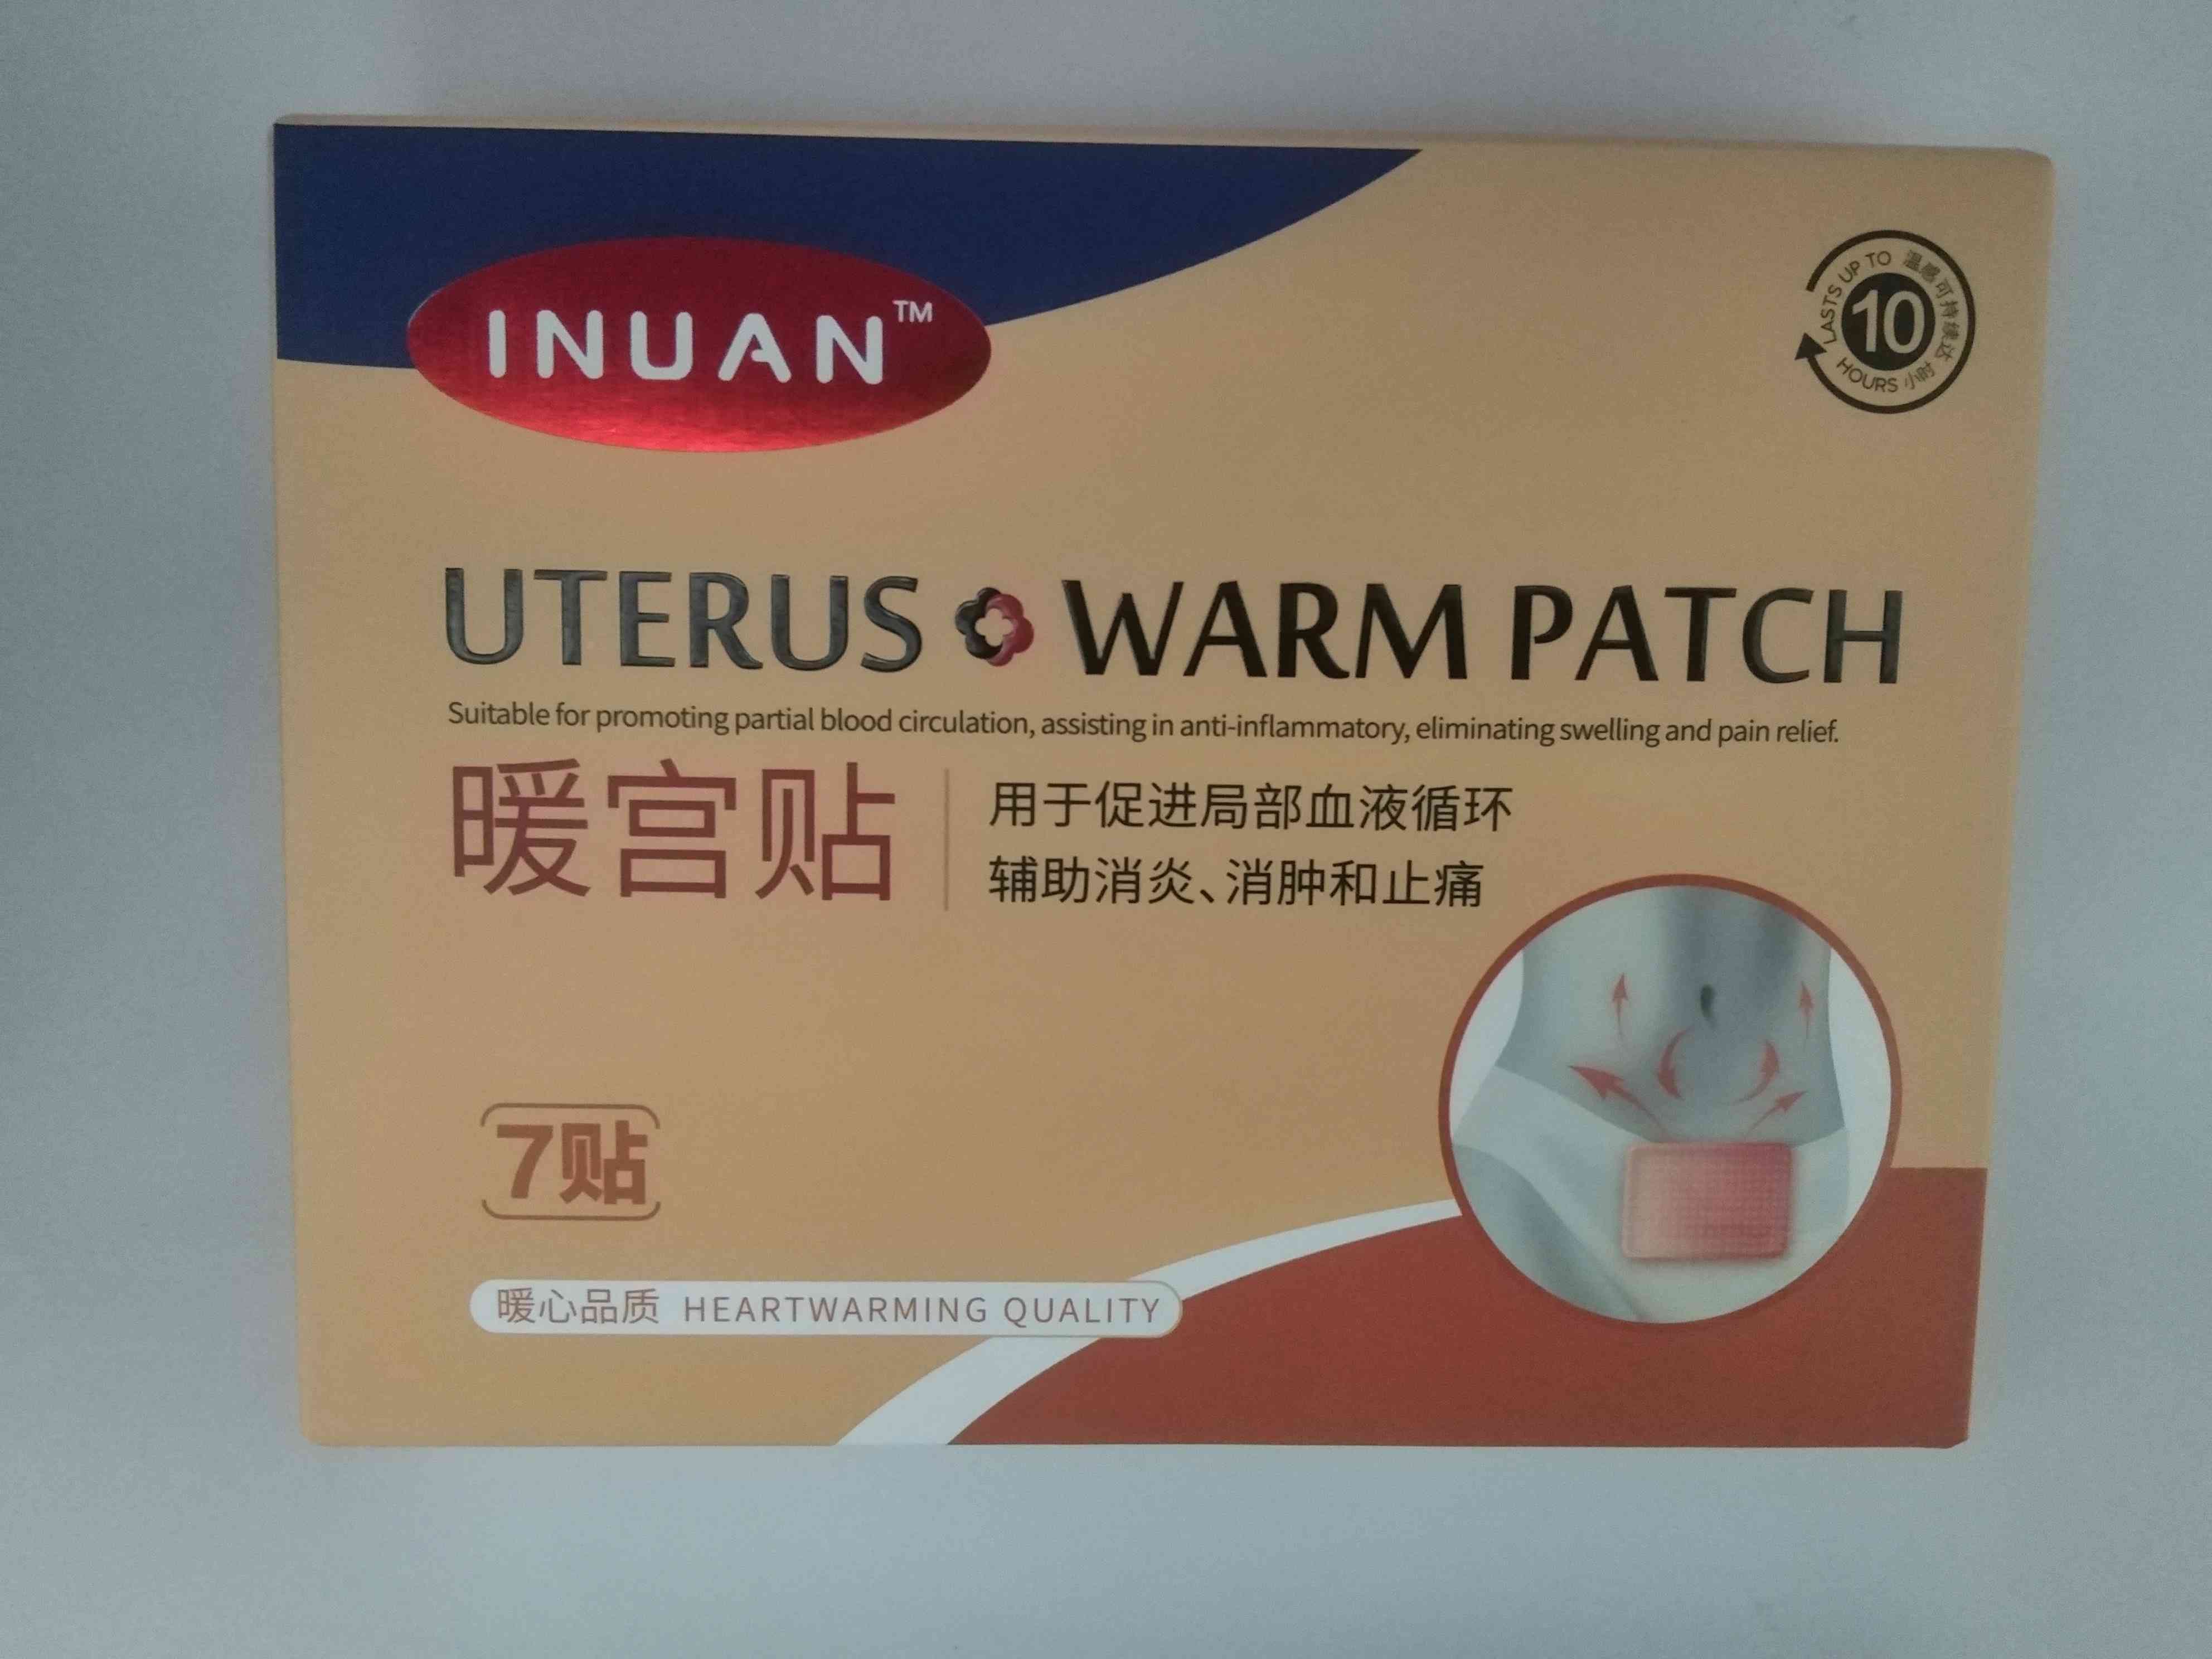 INUAN™
LASTS UP TO 温感可持续达
10
HOURS 小时
UTERUS WARM PATCH
Suitable for promoting partial blood circulation, assisting in anti-inflammatory, eliminating swelling and pain relief.
暖宫贴
用于促进局部血液循环
辅助消炎、消肿和止痛
7贴
暖心品质 HEARTWARMING QUALITY